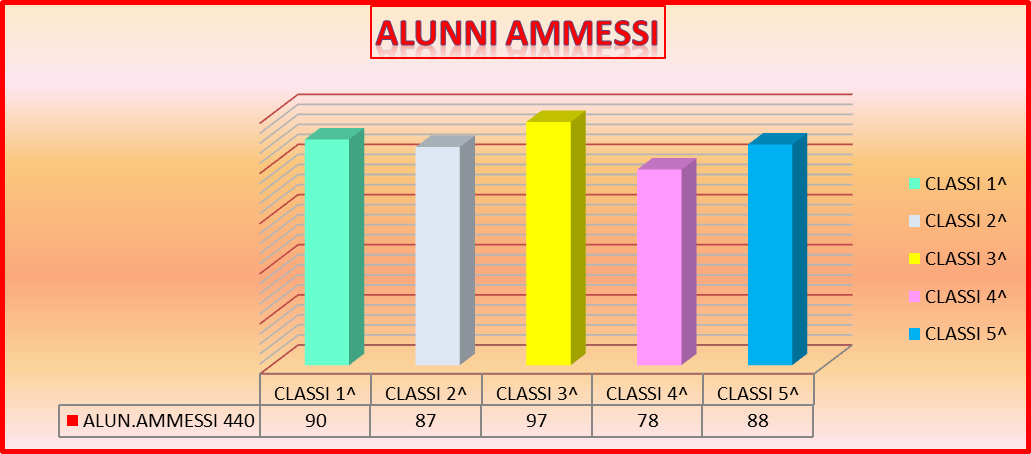 ALUNNI AMMESSI
CLASSI 1^
CLASSI 2^
CLASSI 3^
CLASSI 4^
CLASSI 5^
CLASSI 1^ CLASSI 2^ CLASSI 3^ CLASSI 4^ CLASSI 5^
ALUN.AMMESSI 440 90 87 97 78 88